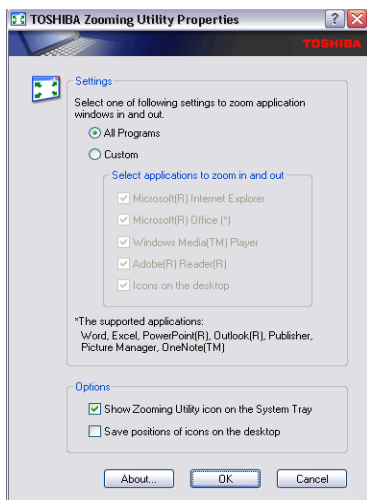 TOSHIBA Zooming Utility Properties
TOSHIBA
Settings
Select one of following settings to zoom application
windows in and out.
All Programs
Custom
Select applications to zoom in and out
Microsoft(R) Internet Explorer
Microsoft(R) Office (*)
Windows Media(TM) Player
Adobe(R) Reader(R)
Icons on the desktop
*The supported applications:
Word, Excel, PowerPoint(R), Outlook(R), Publisher,
Picture Manager, OneNote(TM)
Options
Show Zooming Utility icon on the System Tray
Save positions of icons on the desktop
About... OK Cancel